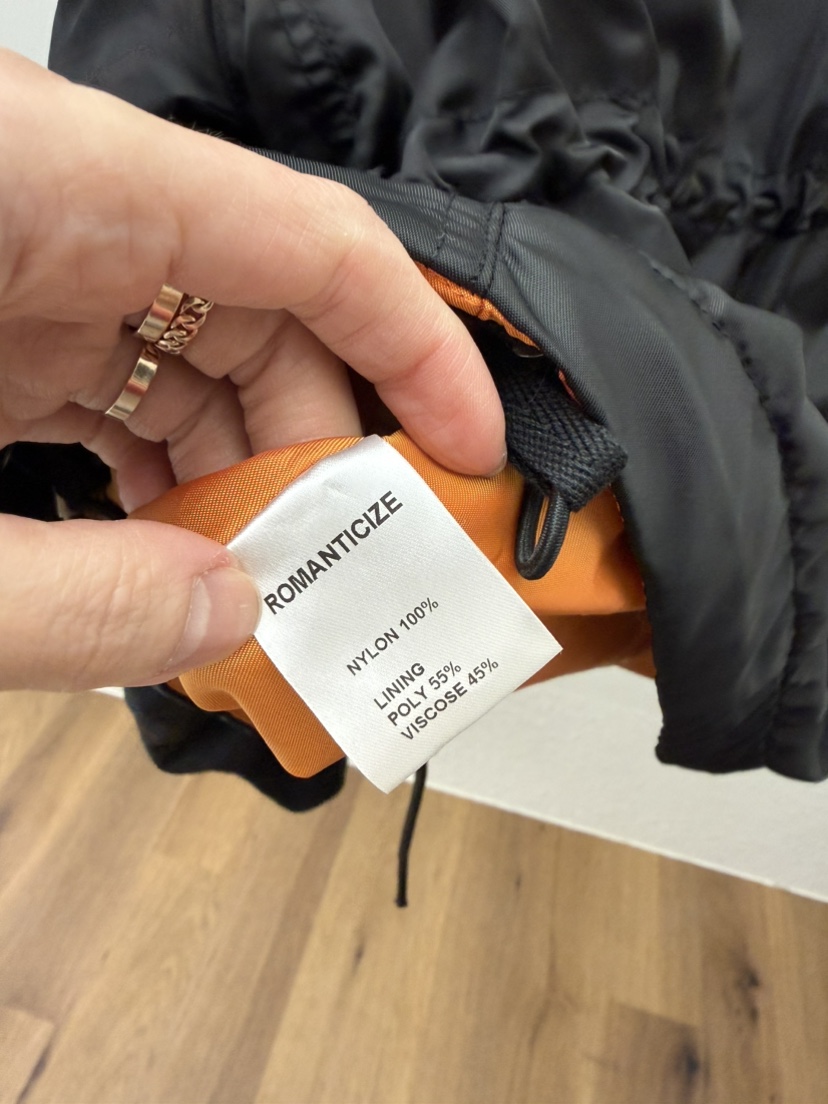 ROMANTICIZE
NYLON 100%
LINING
POLY 55%
VISCOSE 45%